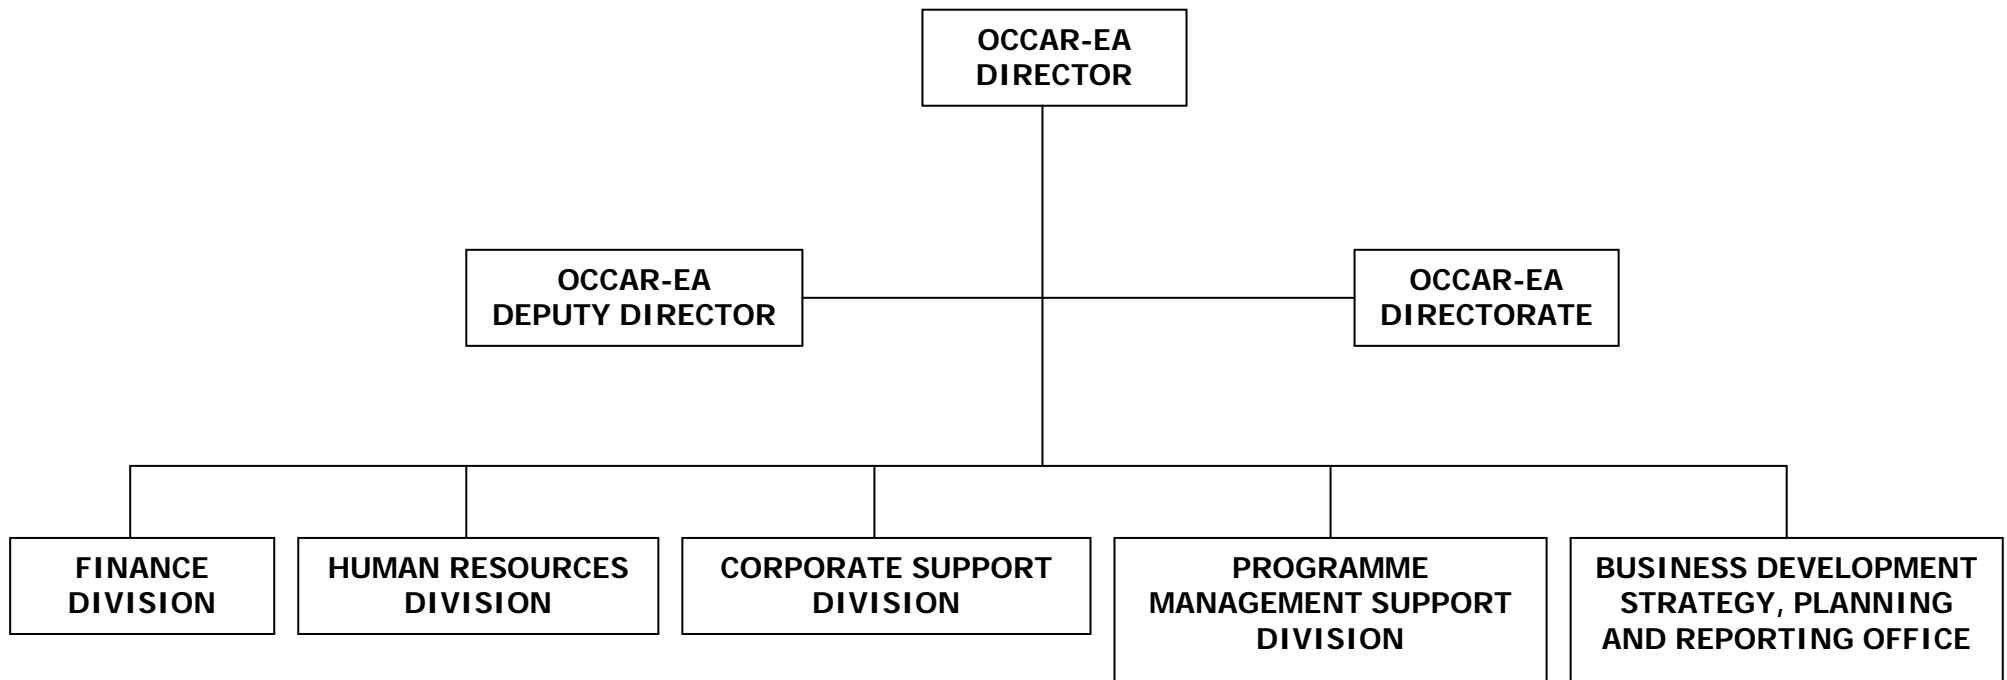 OCCAR-EA
DIRECTOR
OCCAR-EA
DEPUTY DIRECTOR
OCCAR-EA
DIRECTORATE
FINANCE
DIVISION
HUMAN RESOURCES
DIVISION
CORPORATE SUPPORT
DIVISION
PROGRAMME
MANAGEMENT SUPPORT
DIVISION
BUSINESS DEVELOPMENT
STRATEGY, PLANNING
AND REPORTING OFFICE